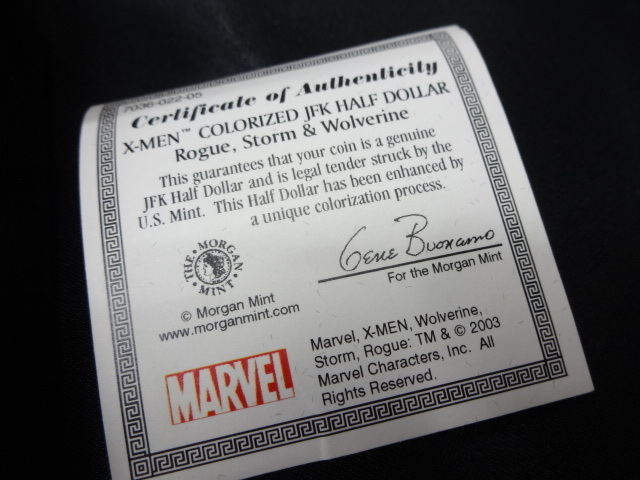 7036-022-05
Certificate of Authenticity
X-MEN™ COLORIZED JFK HALF DOLLAR
Rogue, Storm & Wolverine
This guarantees that your coin is a genuine
JFK Half Dollar and is legal tender struck by the
U.S. Mint. This Half Dollar has been enhanced by
a unique colorization process.
THE MORGAN MINT
Gene Buonamo
For the Morgan Mint
© Morgan Mint
www.morganmint.com
MARVEL
Marvel, X-MEN, Wolverine,
Storm, Rogue: TM & © 2003
Marvel Characters, Inc. All
Rights Reserved.